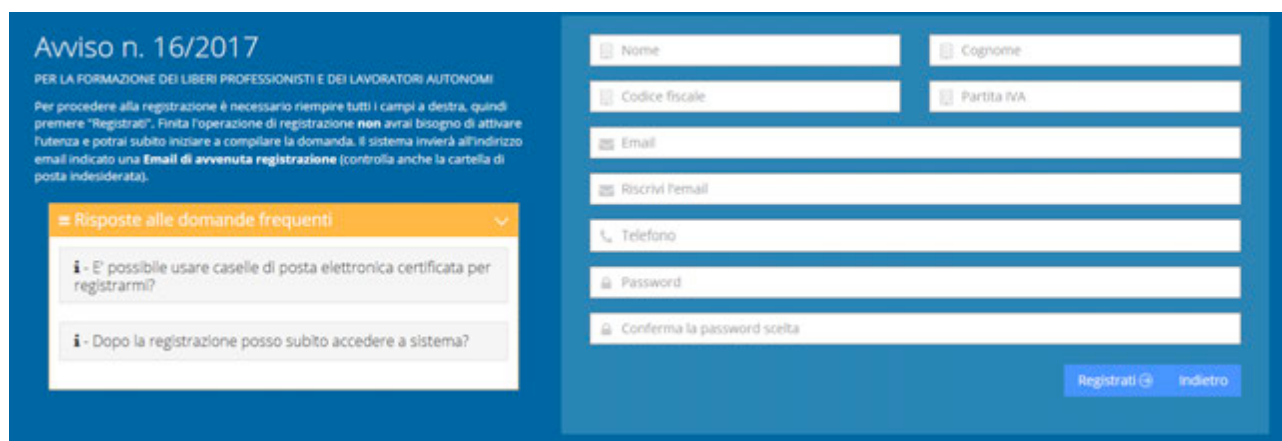 Avviso n. 16/2017
PER LA FORMAZIONE DEI LIBERI PROFESSIONISTI E DEI LAVORATORI AUTONOMI
Per procedere alla registrazione è necessario riempire tutti i campi a destra, quindi
premere "Registrati". Finita l'operazione di registrazione non avrai bisogno di attivare
l'utenza e potrai subito iniziare a compilare la domanda. Il sistema invierà all'indirizzo
email indicato una Email di avvenuta registrazione (controlla anche la cartella di
posta indesiderata).
Risposte alle domande frequenti
i - E' possibile usare caselle di posta elettronica certificata per
registrarmi?
i - Dopo la registrazione posso subito accedere a sistema?
Nome
Cognome
Codice fiscale
Partita IVA
Email
Riscrivi l'email
Telefono
Password
Conferma la password scelta
Registrati
Indietro